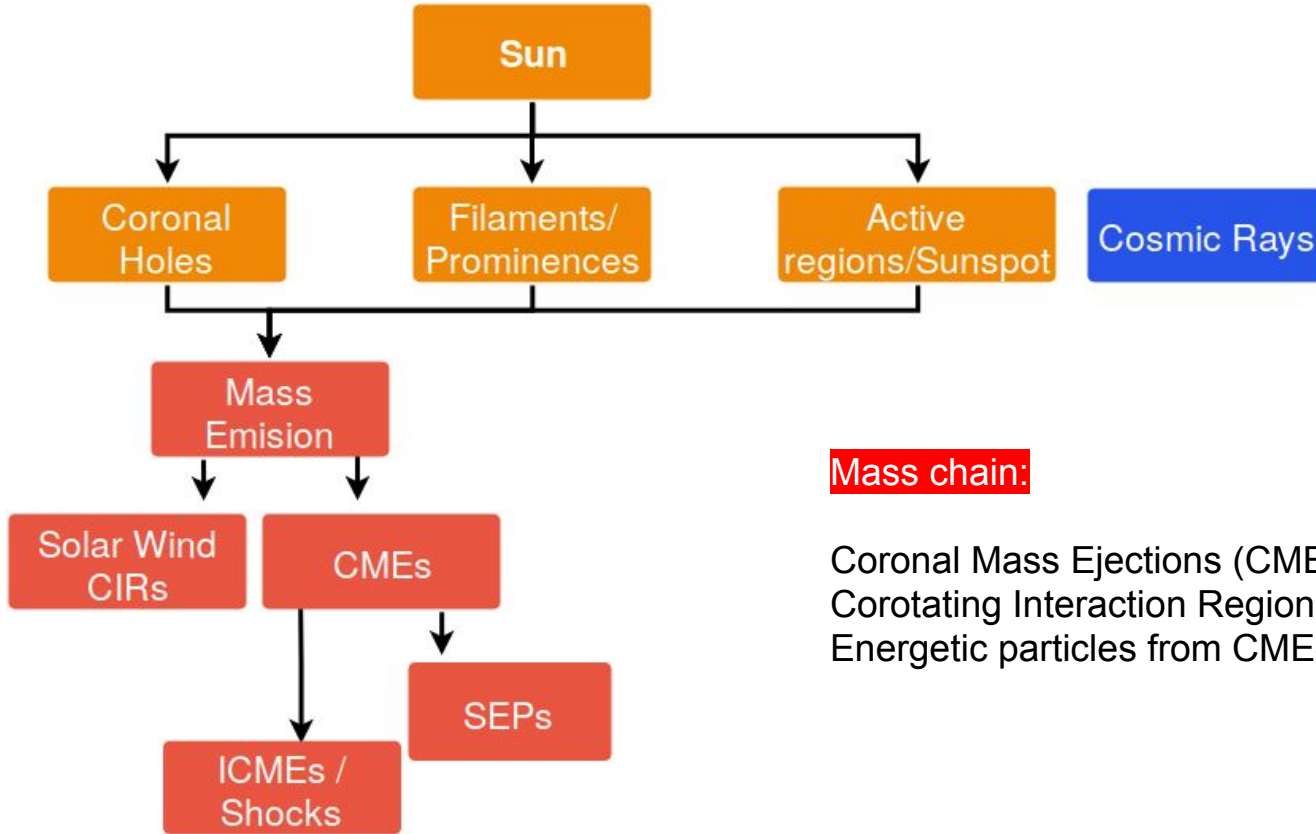 Sun
Coronal
Holes
Filaments/
Prominences
Active
regions/Sunspot
Cosmic Rays
Mass
Emision
Mass chain:
Solar Wind
CIRs
CMEs
Coronal Mass Ejections (CME
Corotating Interaction Region
Energetic particles from CME
SEPs
ICMEs /
Shocks